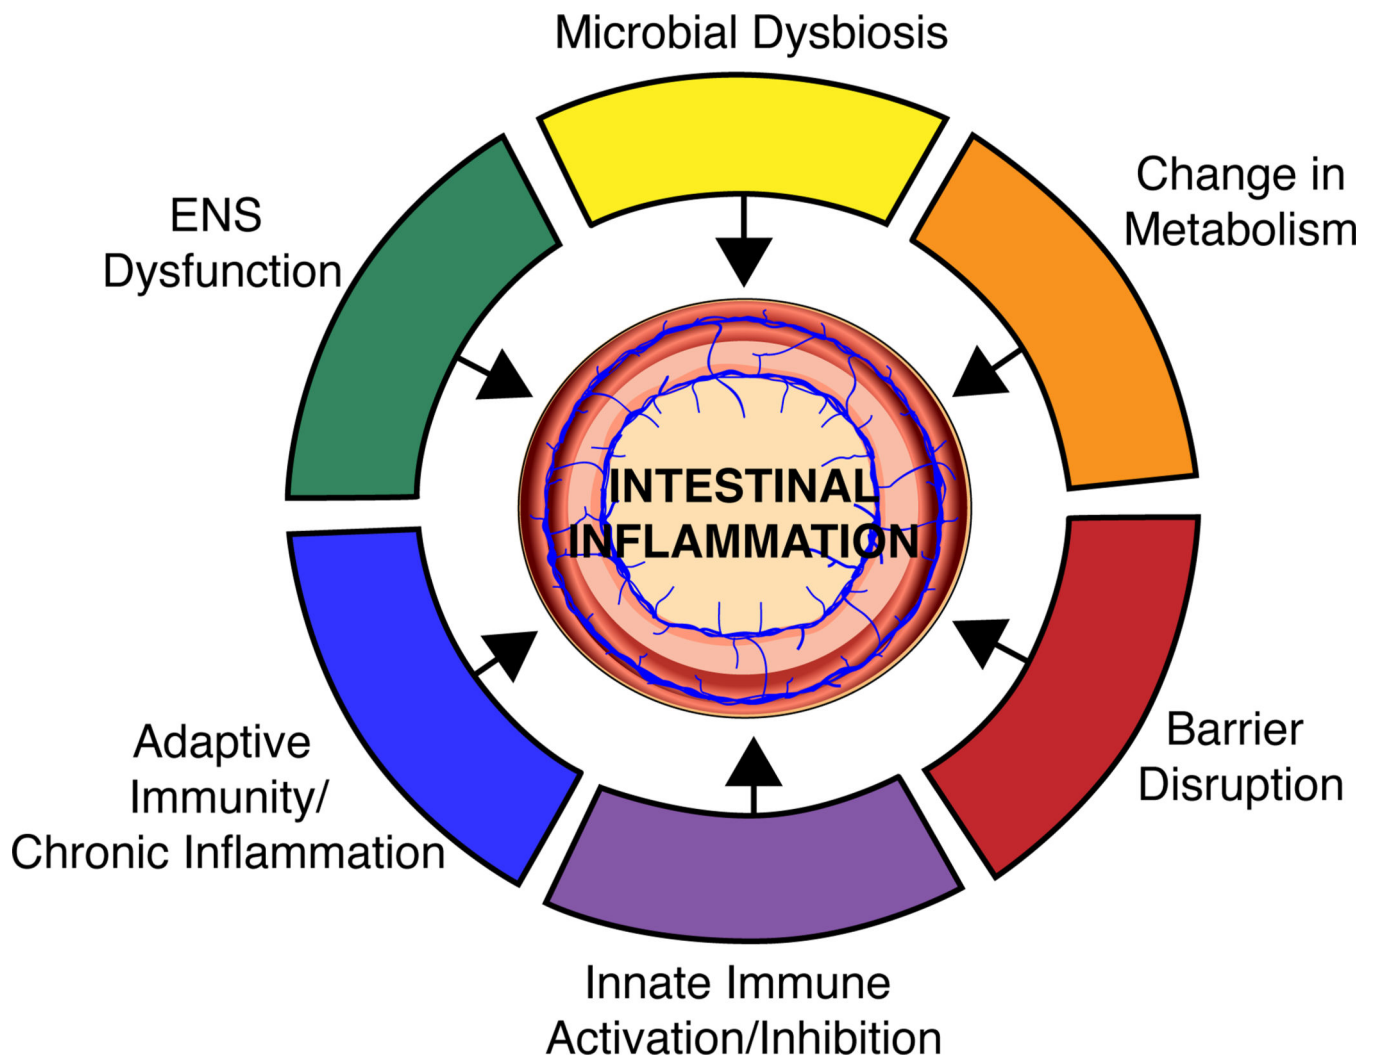 Microbial Dysbiosis
Change in
Metabolism
ENS
Dysfunction
INTESTINAL
INFLAMMATION
Barrier
Disruption
Adaptive
Immunity/
Chronic Inflammation
Innate Immune
Activation/Inhibition